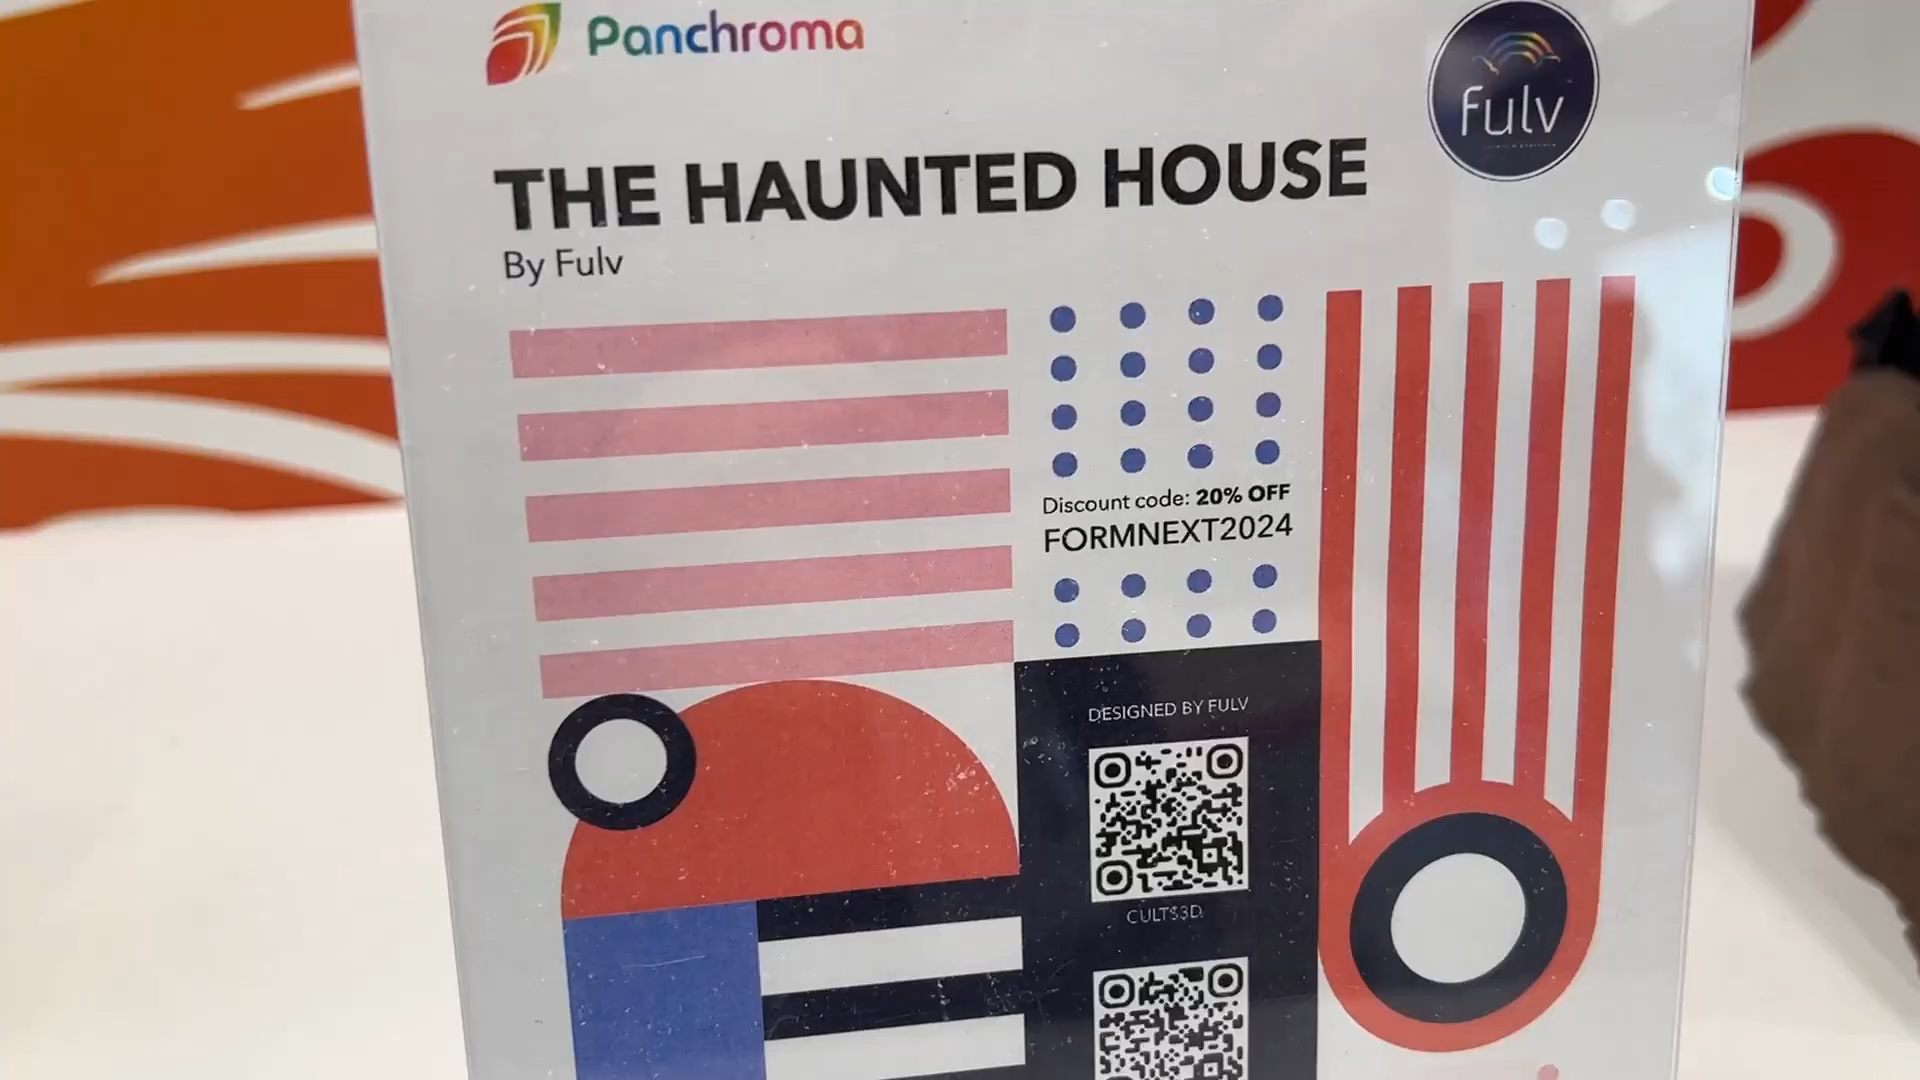 Panchroma
fulv
THE HAUNTED HOUSE
By Fulv
Discount code: 20% OFF
FORMNEXT2024
DESIGNED BY FULV
CULTS3D